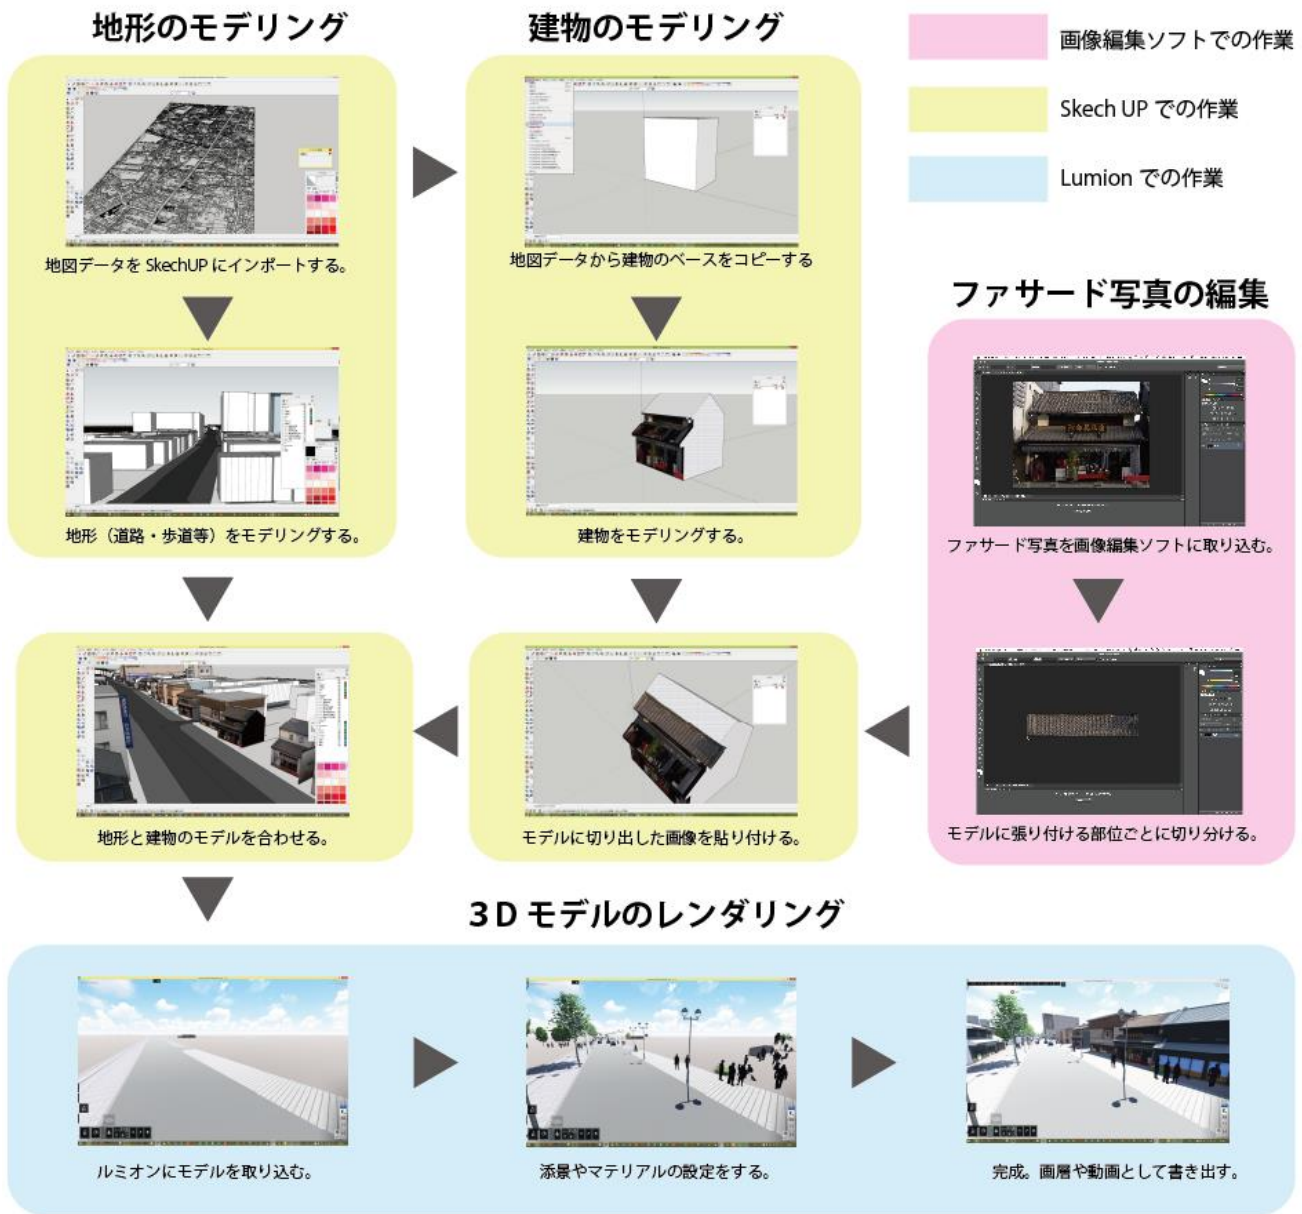 地形のモデリング
建物のモデリング
画像編集ソフトでの作業
Skech UP での作業
Lumion での作業
地図データを SkechUP にインポートする。
地図データから建物のベースをコピーする
ファサード写真の編集
地形（道路・歩道等）をモデリングする。
建物をモデリングする。
ファサード写真を画像編集ソフトに取り込む。
地形と建物のモデルを合わせる。
モデルに切り出した画像を貼り付ける。
モデルに張り付ける部位ごとに切り分ける。
3D モデルのレンダリング
ルミオンにモデルを取り込む。
添景やマテリアルの設定をする。
完成。画層や動画として書き出す。